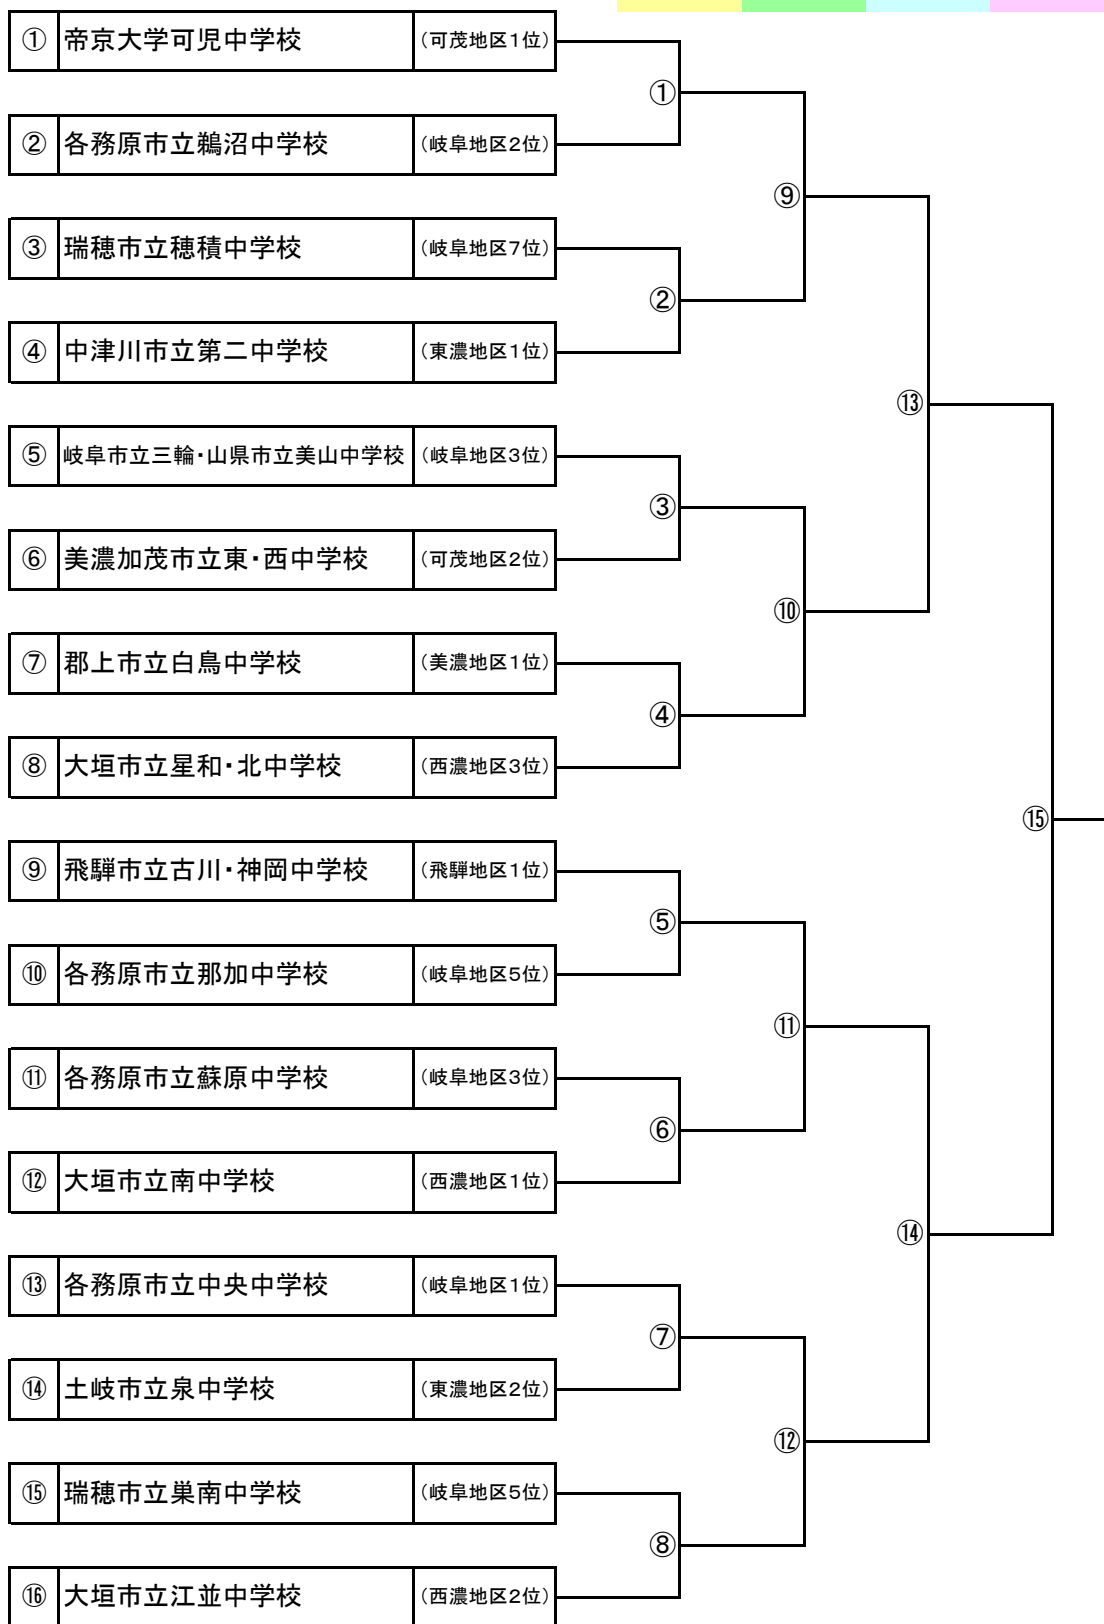 ① 帝京大学可児中学校 (可茂地区1位)
①
② 各務原市立鵜沼中学校 (岐阜地区2位)
⑨
③ 瑞穂市立穂積中学校 (岐阜地区7位)
②
④ 中津川市立第二中学校 (東濃地区1位)
⑬
⑤ 岐阜市立三輪・山県市立美山中学校 (岐阜地区3位)
③
⑥ 美濃加茂市立東・西中学校 (可茂地区2位)
⑩
⑦ 郡上市立白鳥中学校 (美濃地区1位)
④
⑧ 大垣市立星和・北中学校 (西濃地区3位)
⑮
⑨ 飛騨市立古川・神岡中学校 (飛騨地区1位)
⑤
⑩ 各務原市立那加中学校 (岐阜地区5位)
⑪
⑪ 各務原市立蘇原中学校 (岐阜地区3位)
⑥
⑫ 大垣市立南中学校 (西濃地区1位)
⑭
⑬ 各務原市立中央中学校 (岐阜地区1位)
⑦
⑭ 土岐市立泉中学校 (東濃地区2位)
⑫
⑮ 瑞穂市立巣南中学校 (岐阜地区5位)
⑧
⑯ 大垣市立江並中学校 (西濃地区2位)